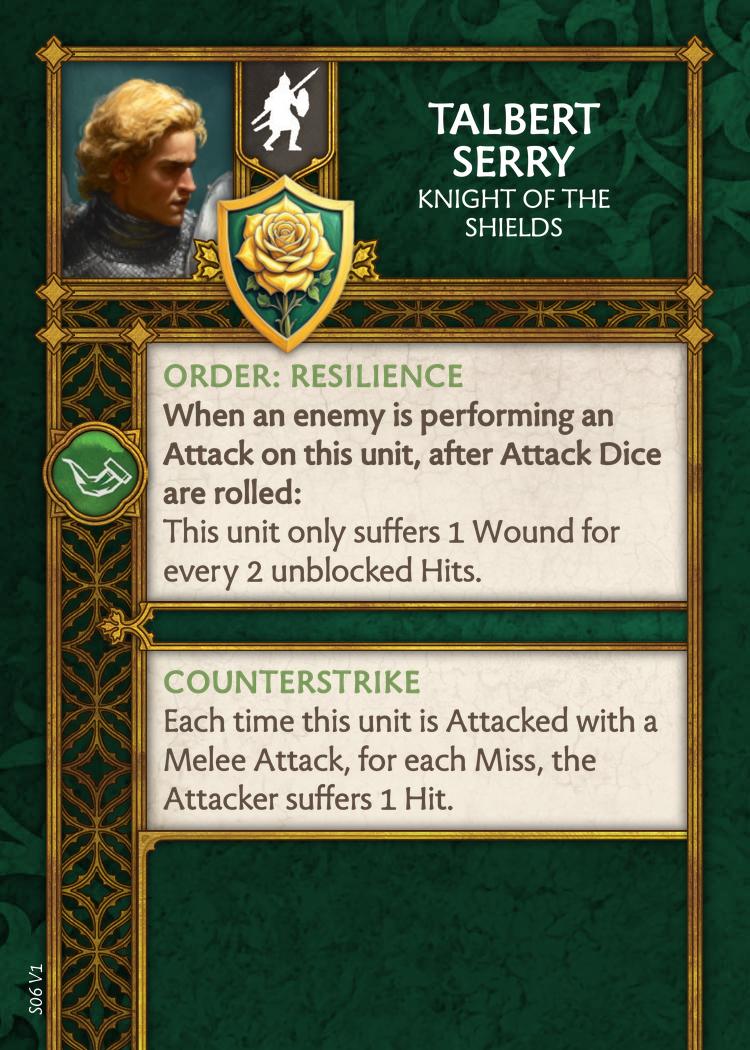 TALBERT
SERRY
KNIGHT OF THE
SHIELDS
ORDER: RESILIENCE
When an enemy is performing an
Attack on this unit, after Attack Dice
are rolled:
This unit only suffers 1 Wound for
every 2 unblocked Hits.
COUNTERSTRIKE
Each time this unit is Attacked with a
Melee Attack, for each Miss, the
Attacker suffers 1 Hit.
S06 V1